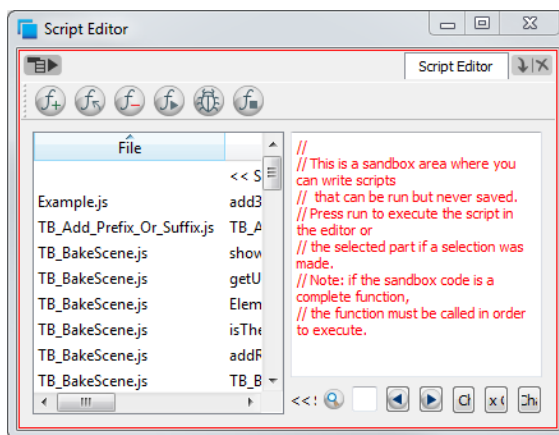 Script Editor
Script Editor
File
<< S
Example.js add3
TB_Add_Prefix_Or_Suffix.js TB_A
TB_BakeScene.js show
TB_BakeScene.js getU
TB_BakeScene.js Elem
TB_BakeScene.js isThe
TB_BakeScene.js addR
TB_BakeScene.js TB_B
//
// This is a sandbox area where you
can write scripts
// that can be run but never saved.
// Press run to execute the script in
the editor or
// the selected part if a selection was
made.
// Note: if the sandbox code is a
complete function,
// the function must be called in order
to execute.